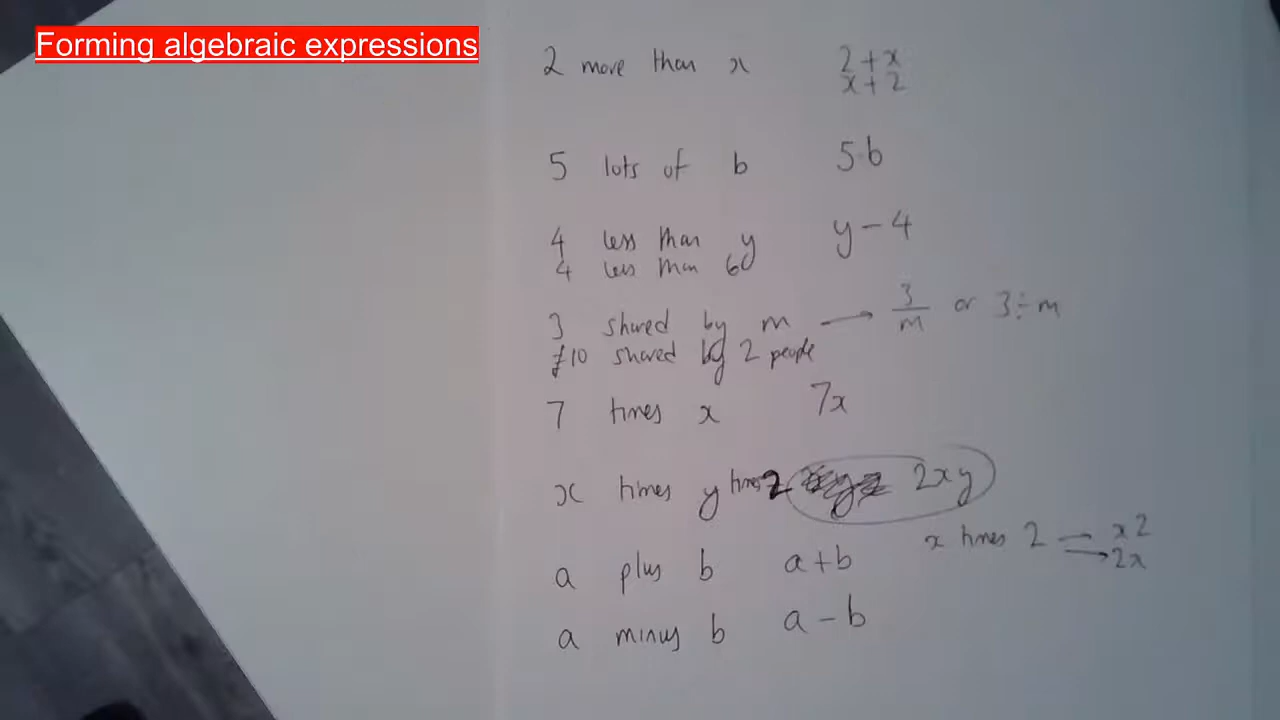 Forming algebraic expressions
2 more than x 2 + x
x + 2
5 lots of b 5b
4 less than y y - 4
4 less than 6
3 shared by m → 3/m or 3 ÷ m
£10 shared by 2 people
7 times x 7x
x times y times 2 2xy
x times 2 → x2
→ 2x
a plus b a + b
a minus b a - b